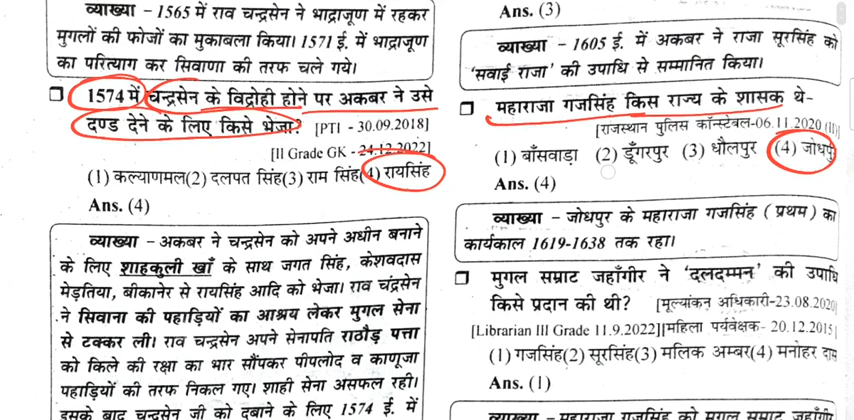 व्याख्या - 1565 में राव चन्द्रसेन ने भाद्राजूण में रहकर
मुगलों की फोजों का मुकाबला किया। 1571 ई. में भाद्राजूण
का परित्याग कर सिवाणा की तरफ चले गये।
1574 में चन्द्रसेन के विद्रोही होने पर अकबर ने उसे
दण्ड देने के लिए किसे भेजा? [PTI - 30.09.2018]
[II Grade GK - 24.12.2022]
(1) कल्याणमल(2) दलपत सिंह(3) राम सिंह(4) रायसिंह
Ans. (4)
व्याख्या - अकबर ने चन्द्रसेन को अपने अधीन बनाने
के लिए शाहकुली खाँ के साथ जगत सिंह, केशवदास
मेड़तिया, बीकानेर से रायसिंह आदि को भेजा। राव चंद्रसेन
ने सिवाना की पहाड़ियों का आश्रय लेकर मुगल सेना
से टक्कर ली। राव चन्द्रसेन अपने सेनापति राठौड़ पत्ता
को किले की रक्षा का भार सौंपकर पीपलोद व काणूजा
पहाड़ियों की तरफ निकल गए। शाही सेना असफल रही।
इसके बाद चन्द्रसेन जी को दबाने के लिए 1574 ई. में
Ans. (3)
व्याख्या - 1605 ई. में अकबर ने राजा सूरसिंह को
'सवाई राजा' की उपाधि से सम्मानित किया।
महाराजा गजसिंह किस राज्य के शासक थे-
[राजस्थान पुलिस कॉन्स्टेबल-06.11.2020 (II)]
(1) बाँसवाड़ा (2) डूँगरपुर (3) धौलपुर (4) जोधपुर
Ans. (4)
व्याख्या - जोधपुर के महाराजा गजसिंह (प्रथम) का
कार्यकाल 1619-1638 तक रहा।
मुगल सम्राट जहाँगीर ने 'दलदम्मन' की उपाधि
किसे प्रदान की थी? [मूल्यांकन अधिकारी-23.08.2020]
[Librarian III Grade 11.9.2022][महिला पर्यवेक्षक- 20.12.2015]
(1) गजसिंह(2) सूरसिंह(3) मलिक अम्बर(4) मनोहर दास
Ans. (1)
व्याख्या - महाराजा गजसिंह को मुगल सम्राट जहाँगीर